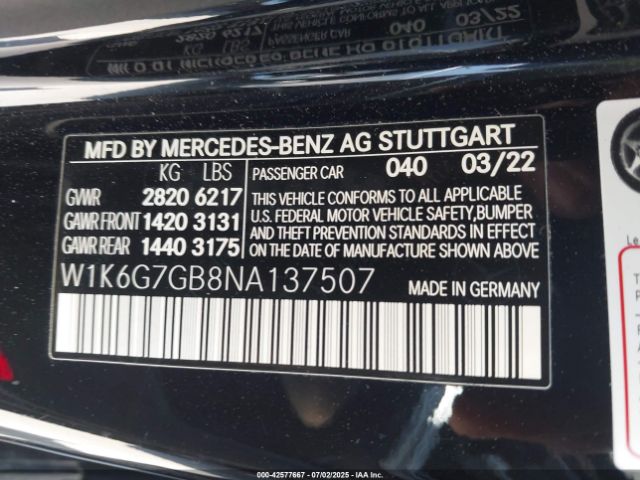 MFD BY MERCEDES-BENZ AG STUTTGART
KG LBS
GVWR 2820 6217
GAWR FRONT 1420 3131
GAWR REAR 1440 3175
PASSENGER CAR 040 03/22
THIS VEHICLE CONFORMS TO ALL APPLICABLE
U.S. FEDERAL MOTOR VEHICLE SAFETY, BUMPER
AND THEFT PREVENTION STANDARDS IN EFFECT
ON THE DATE OF MANUFACTURE SHOWN ABOVE
W1K6G7GB8NA137507
MADE IN GERMANY
Le
000-42577667 - 07/02/2025 - IAAI.COM